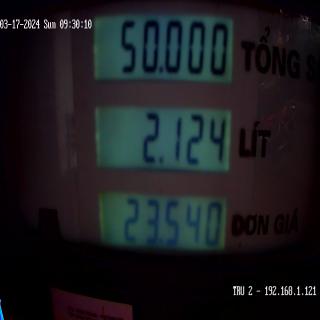 03-17-2024 Sun 09:30:10
50.000 TỔNG S
2.124 LÍT
23.540 ĐƠN GIÁ
TRU 2 - 192.168.1.121